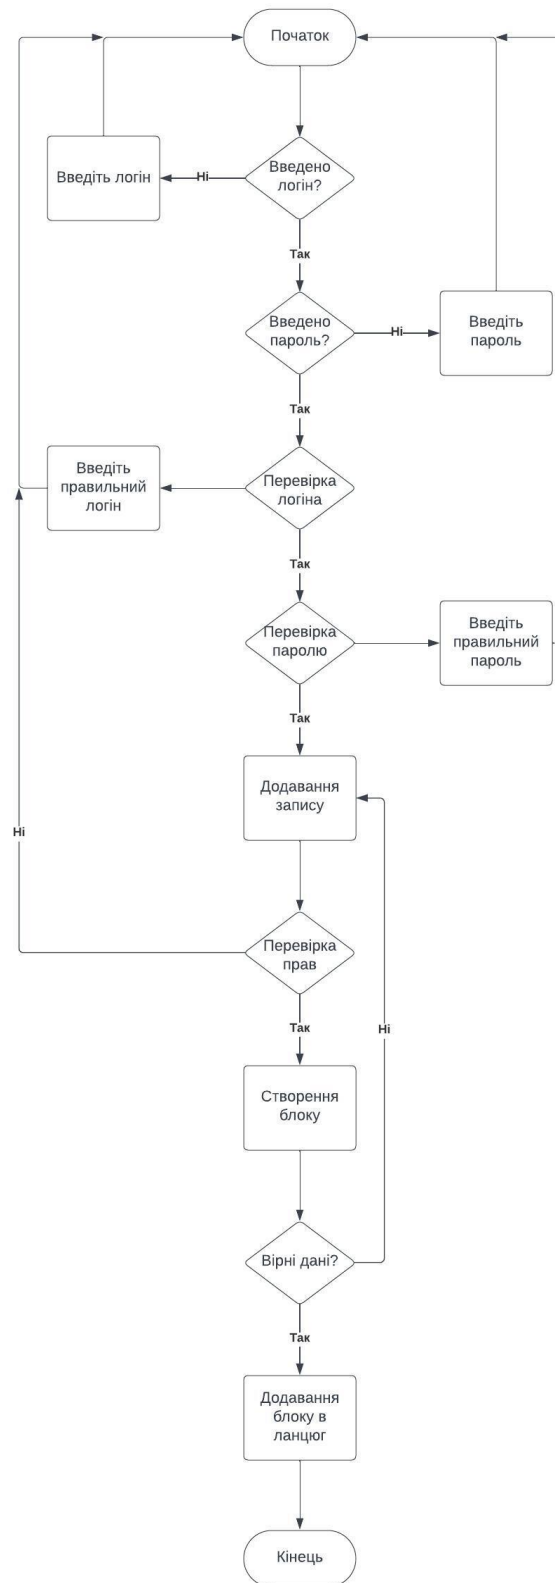 Початок
Введено
логін?
Ні
Введіть логін
Так
Введено
пароль?
Ні
Введіть
пароль
Так
Перевірка
логіна
Введіть
правильний
логін
Так
Перевірка
паролю
Введіть
правильний
пароль
Так
Додавання
запису
Ні
Перевірка
прав
Так
Ні
Створення
блоку
Вірні дані?
Так
Додавання
блоку в
ланцюг
Кінець